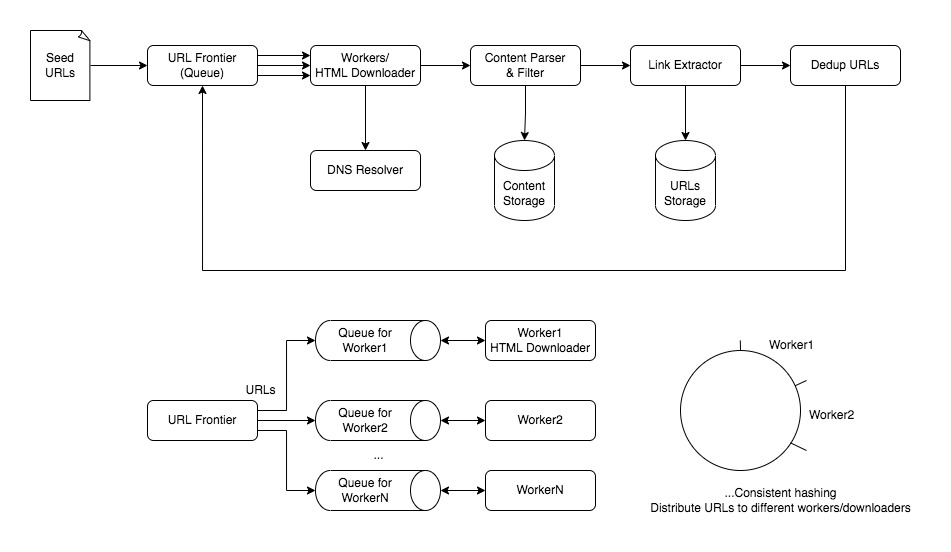 Seed
URLs
URL Frontier
(Queue)
Workers/
HTML Downloader
Content Parser
& Filter
Link Extractor
Dedup URLs
DNS Resolver
Content
Storage
URLs
Storage
URLs
URL Frontier
Queue for
Worker1
Worker1
HTML Downloader
Queue for
Worker2
Worker2
...
Queue for
WorkerN
WorkerN
Worker1
Worker2
...Consistent hashing
Distribute URLs to different workers/downloaders